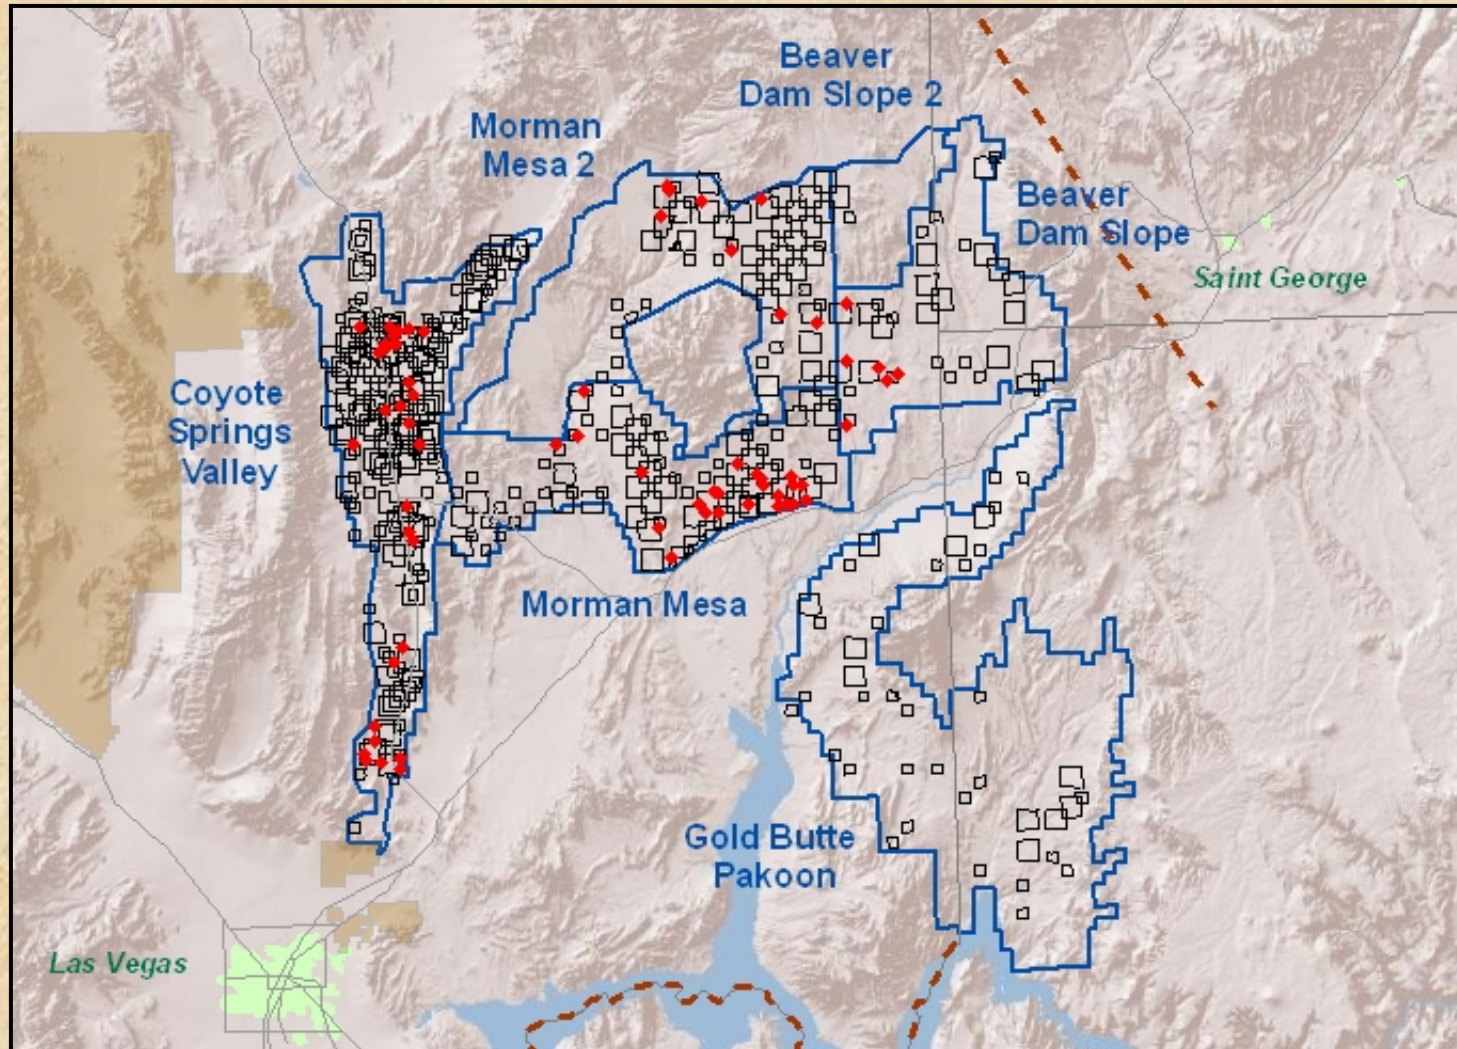 Beaver
Dam Slope 2
Morman
Mesa 2
Beaver
Dam Slope
Saint George
Coyote
Springs
Valley
Morman Mesa
Gold Butte
Pakoon
Las Vegas